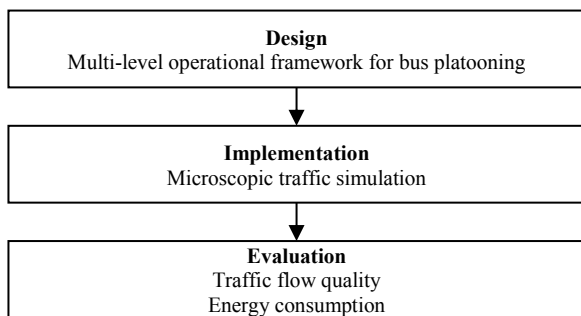 Design
Multi-level operational framework for bus platooning
Implementation
Microscopic traffic simulation
Evaluation
Traffic flow quality
Energy consumption